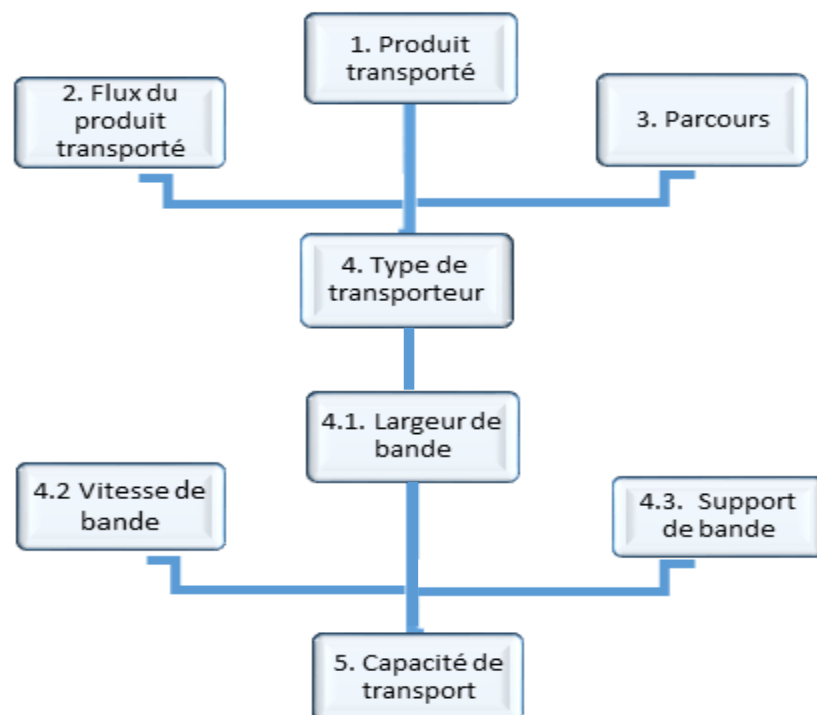 1. Produit
transporté
2. Flux du
produit
transporté
3. Parcours
4. Type de
transporteur
4.1. Largeur de
bande
4.2 Vitesse de
bande
4.3. Support
de bande
5. Capacité de
transport